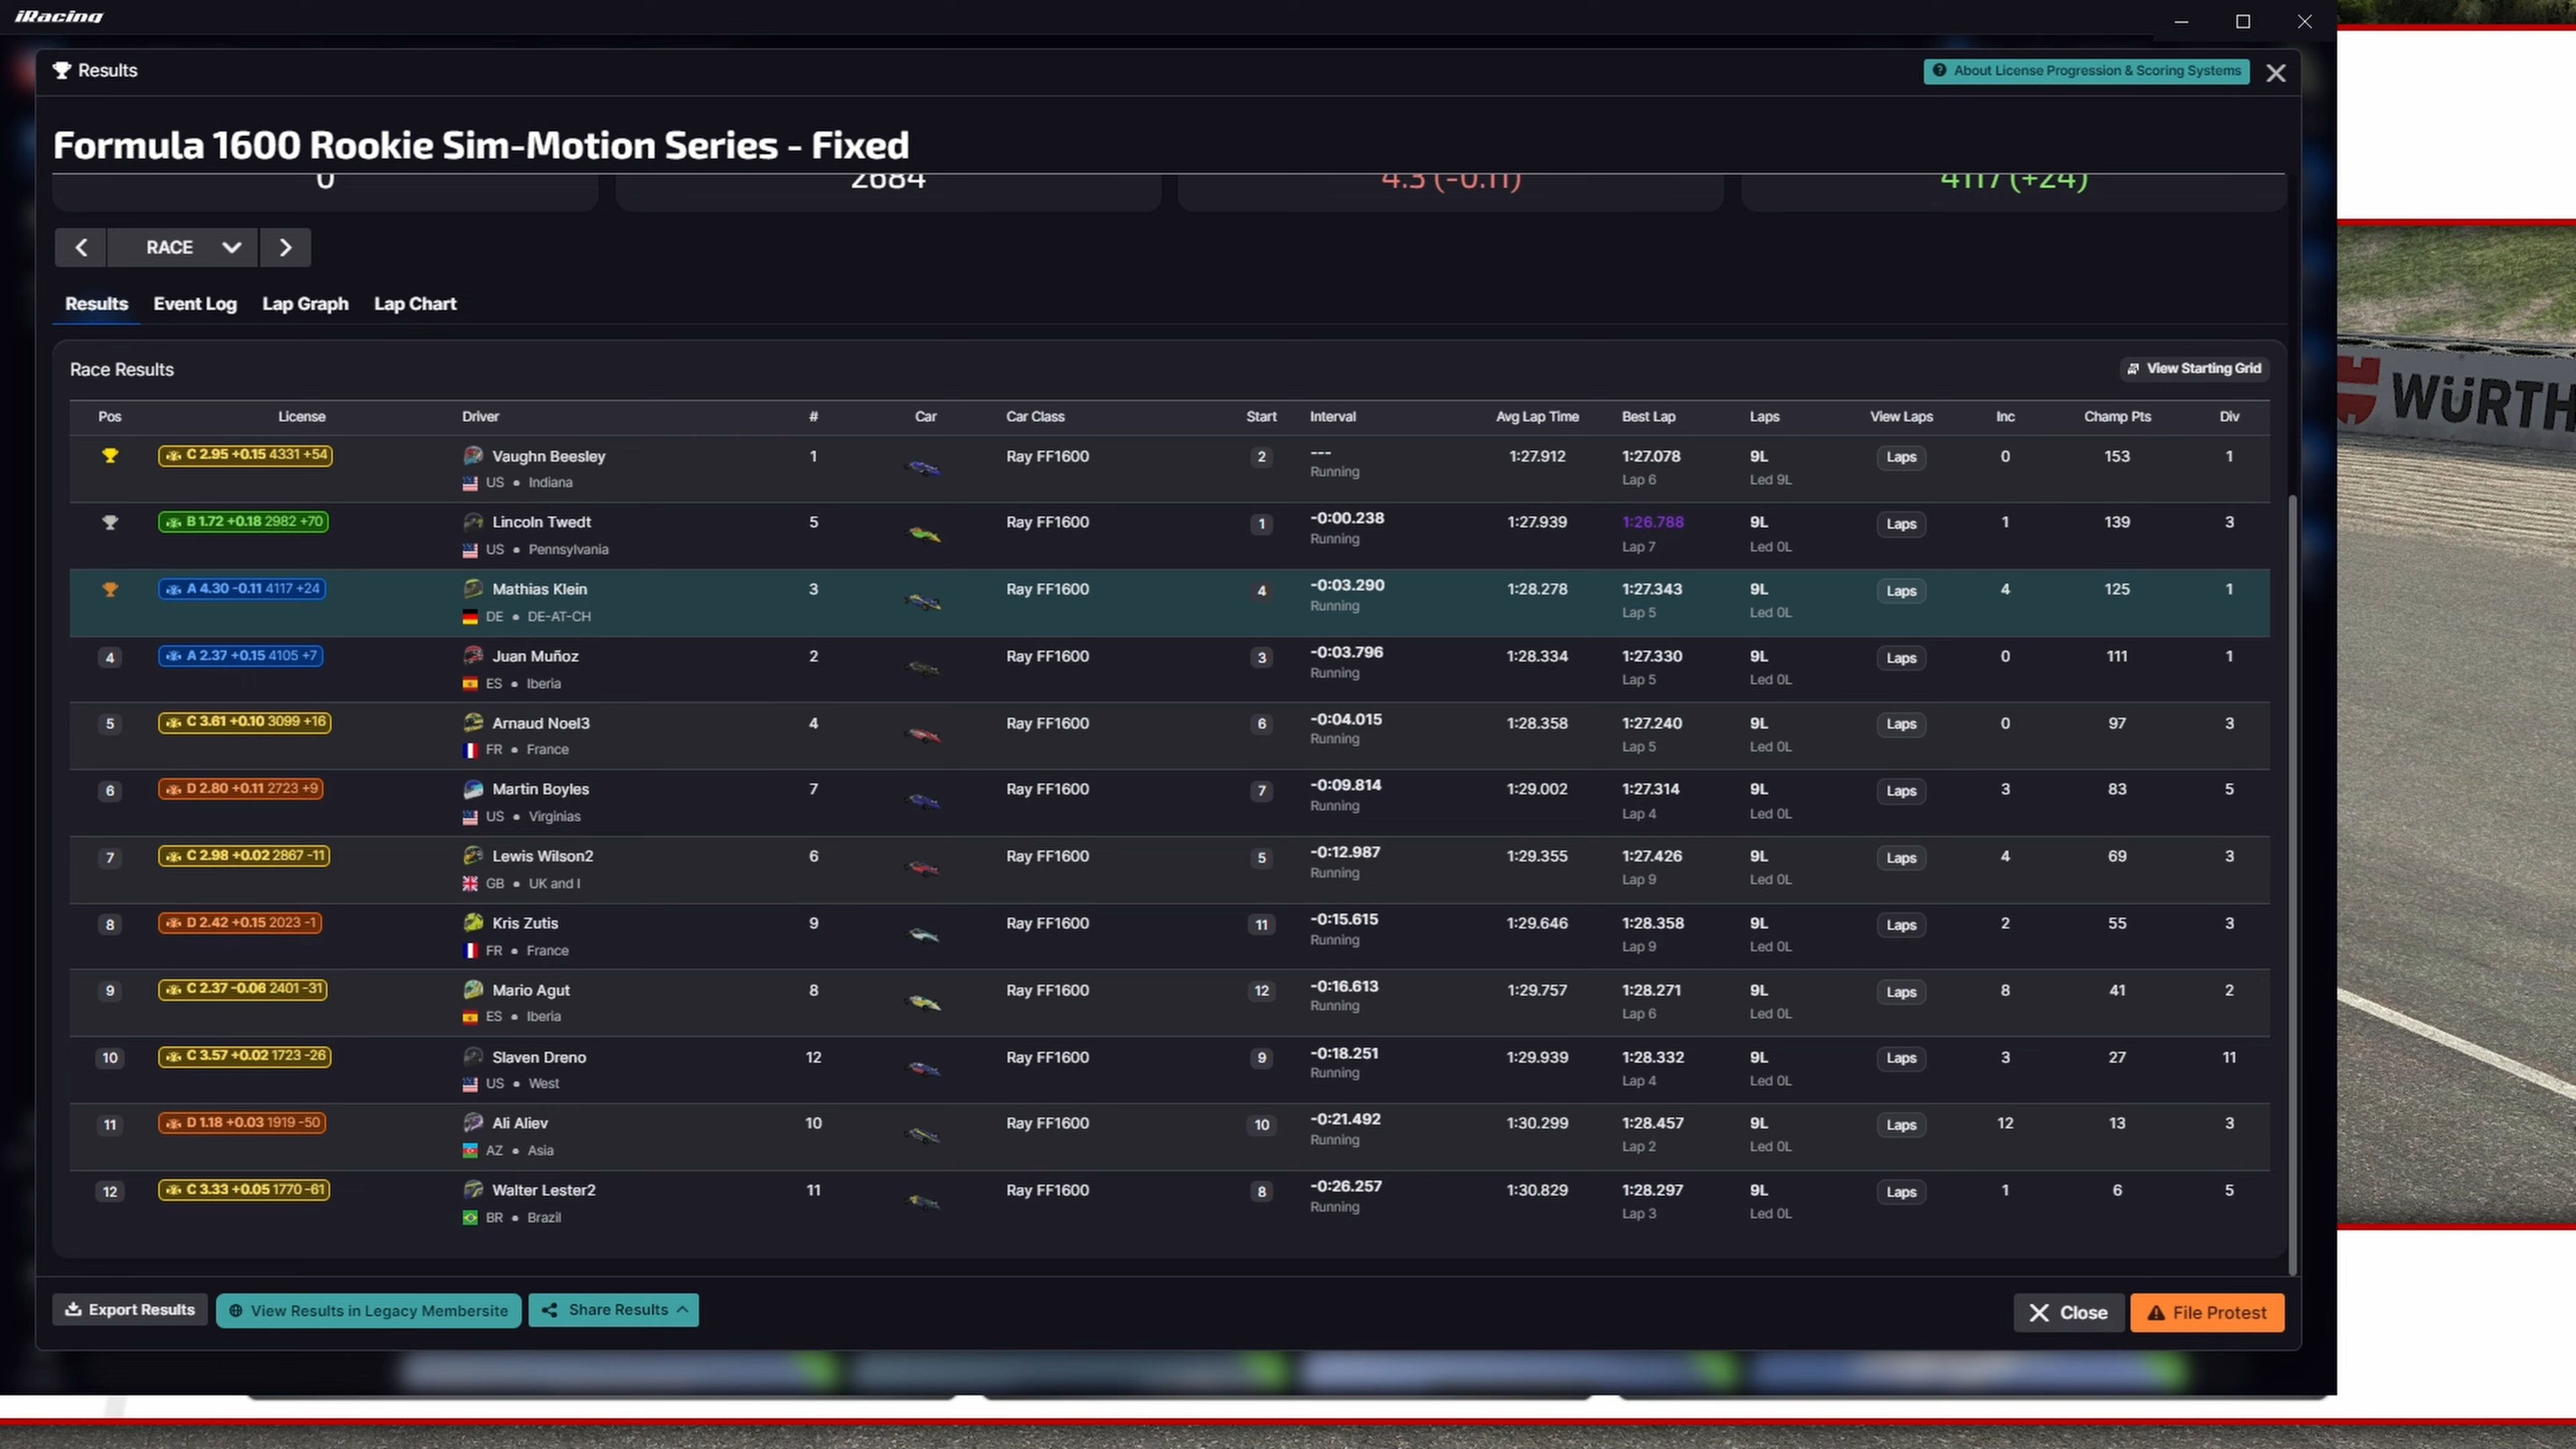 iRacing
Results
About License Progression & Scoring Systems
Formula 1600 Rookie Sim-Motion Series - Fixed
0 2684 4.3 (-0.11) 4117 (+24)
RACE
Results Event Log Lap Graph Lap Chart
Race Results
View Starting Grid
Pos License Driver # Car Car Class Start Interval Avg Lap Time Best Lap Laps View Laps Inc Champ Pts Div
C 2.95 +0.15 4331 +54 Vaughn Beesley 1 Ray FF1600 2 --- 1:27.912 1:27.078 9L Laps 0 153 1
US • Indiana Running Lap 6 Led 9L
B 1.72 +0.18 2982 +70 Lincoln Twedt 5 Ray FF1600 1 -0:00.238 1:27.939 1:26.788 9L Laps 1 139 3
US • Pennsylvania Running Lap 7 Led 0L
A 4.30 -0.11 4117 +24 Mathias Klein 3 Ray FF1600 4 -0:03.290 1:28.278 1:27.343 9L Laps 4 125 1
DE • DE-AT-CH Running Lap 5 Led 0L
4 A 2.37 +0.15 4105 +7 Juan Muñoz 2 Ray FF1600 3 -0:03.796 1:28.334 1:27.330 9L Laps 0 111 1
ES • Iberia Running Lap 5 Led 0L
5 C 3.61 +0.10 3099 +16 Arnaud Noel3 4 Ray FF1600 6 -0:04.015 1:28.358 1:27.240 9L Laps 0 97 3
FR • France Running Lap 5 Led 0L
6 D 2.80 +0.11 2723 +9 Martin Boyles 7 Ray FF1600 7 -0:09.814 1:29.002 1:27.314 9L Laps 3 83 5
US • Virginias Running Lap 4 Led 0L
7 C 2.98 +0.02 2867 -11 Lewis Wilson2 6 Ray FF1600 5 -0:12.987 1:29.355 1:27.426 9L Laps 4 69 3
GB • UK and I Running Lap 9 Led 0L
8 D 2.42 +0.15 2023 -1 Kris Zutis 9 Ray FF1600 11 -0:15.615 1:29.646 1:28.358 9L Laps 2 55 3
FR • France Running Lap 9 Led 0L
9 C 2.37 -0.06 2401 -31 Mario Agut 8 Ray FF1600 12 -0:16.613 1:29.757 1:28.271 9L Laps 8 41 2
ES • Iberia Running Lap 6 Led 0L
10 C 3.57 +0.02 1723 -26 Slaven Dreno 12 Ray FF1600 9 -0:18.251 1:29.939 1:28.332 9L Laps 3 27 11
US • West Running Lap 4 Led 0L
11 D 1.18 +0.03 1919 -50 Ali Aliev 10 Ray FF1600 10 -0:21.492 1:30.299 1:28.457 9L Laps 12 13 3
AZ • Asia Running Lap 2 Led 0L
12 C 3.33 +0.05 1770 -61 Walter Lester2 11 Ray FF1600 8 -0:26.257 1:30.829 1:28.297 9L Laps 1 6 5
BR • Brazil Running Lap 3 Led 0L
Export Results View Results in Legacy Membersite Share Results
Close File Protest
WÜRTH